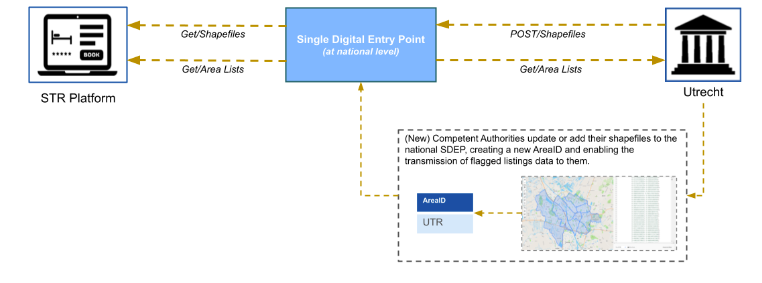 Get/Shapefiles
Single Digital Entry Point
(at national level)
POST/Shapefiles
BOOK
Get/Area Lists
Get/Area Lists
STR Platform
Utrecht
(New) Competent Authorities update or add their shapefiles to the
national SDEP, creating a new AreaID and enabling the
transmission of flagged listings data to them.
AreaID
UTR